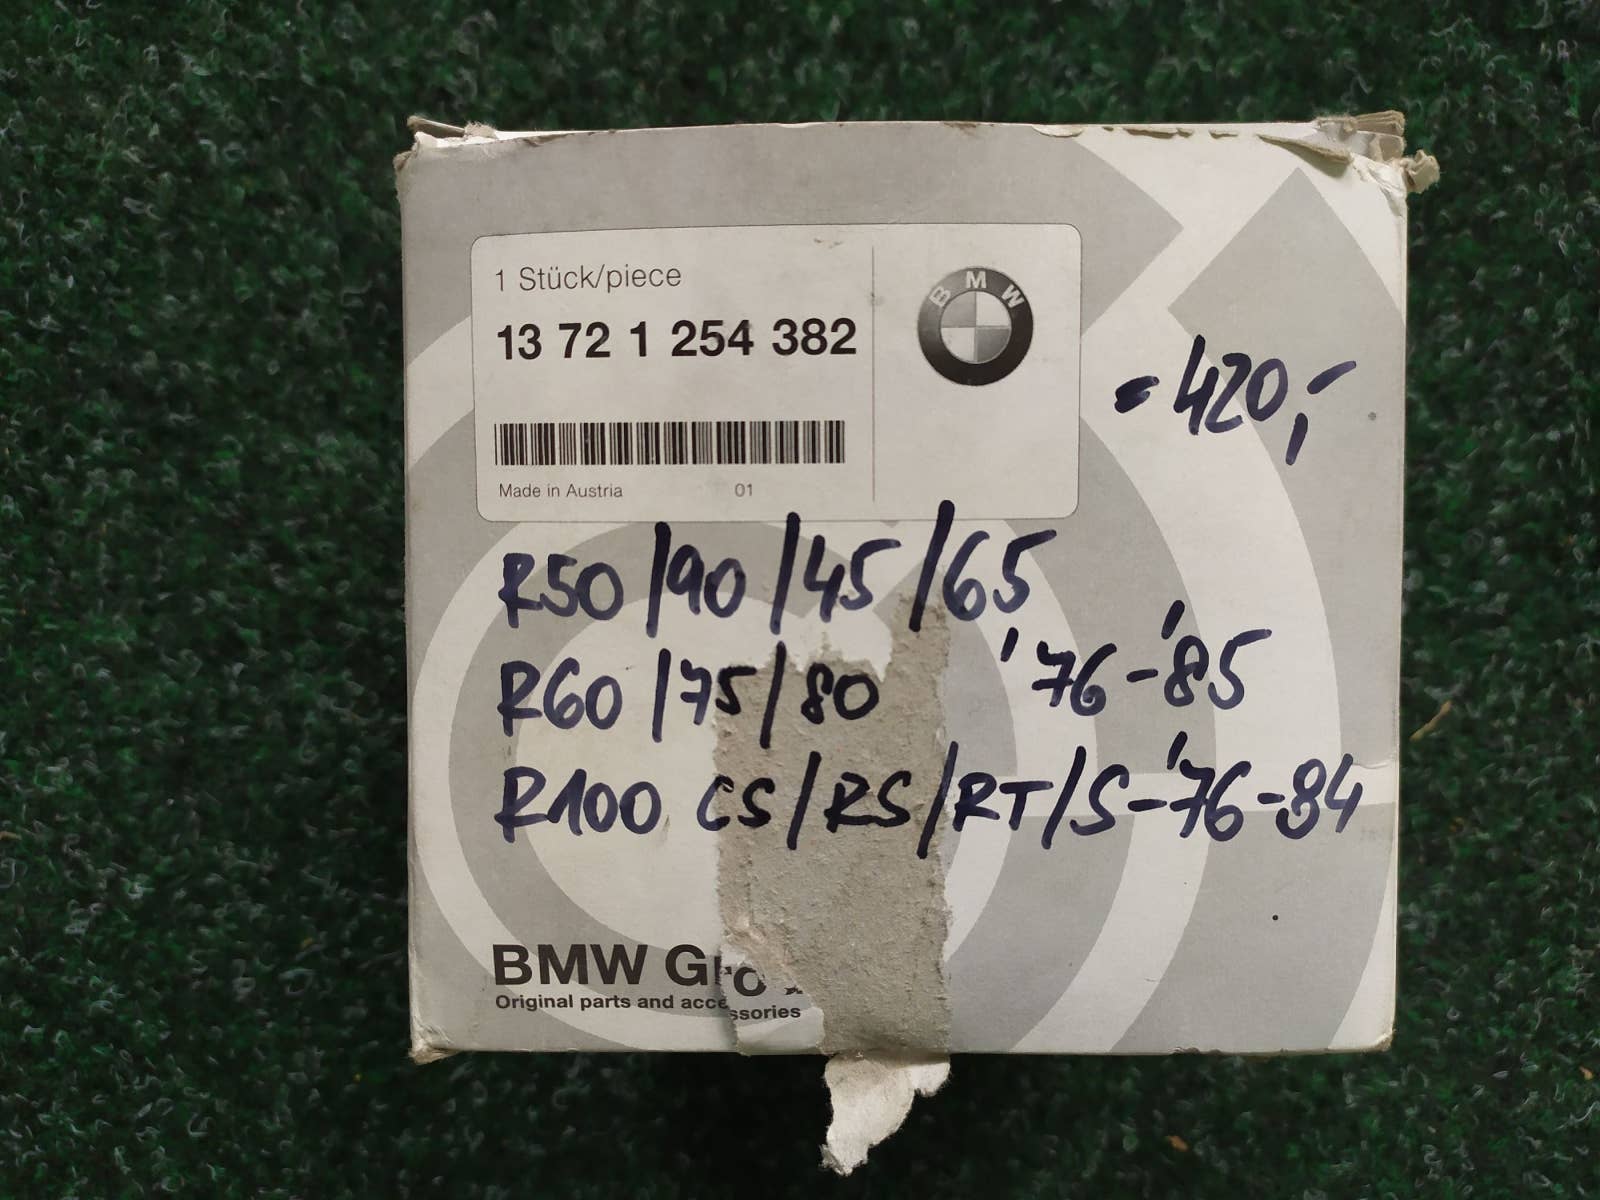 1 Stück/piece
13 72 1 254 382
BMW
- 420,-
Made in Austria 01
R50/90/45/65
R60/75/80 '76-'85
R100 CS/RS/RT/S-'76-84
BMW Gro
Original parts and accessories